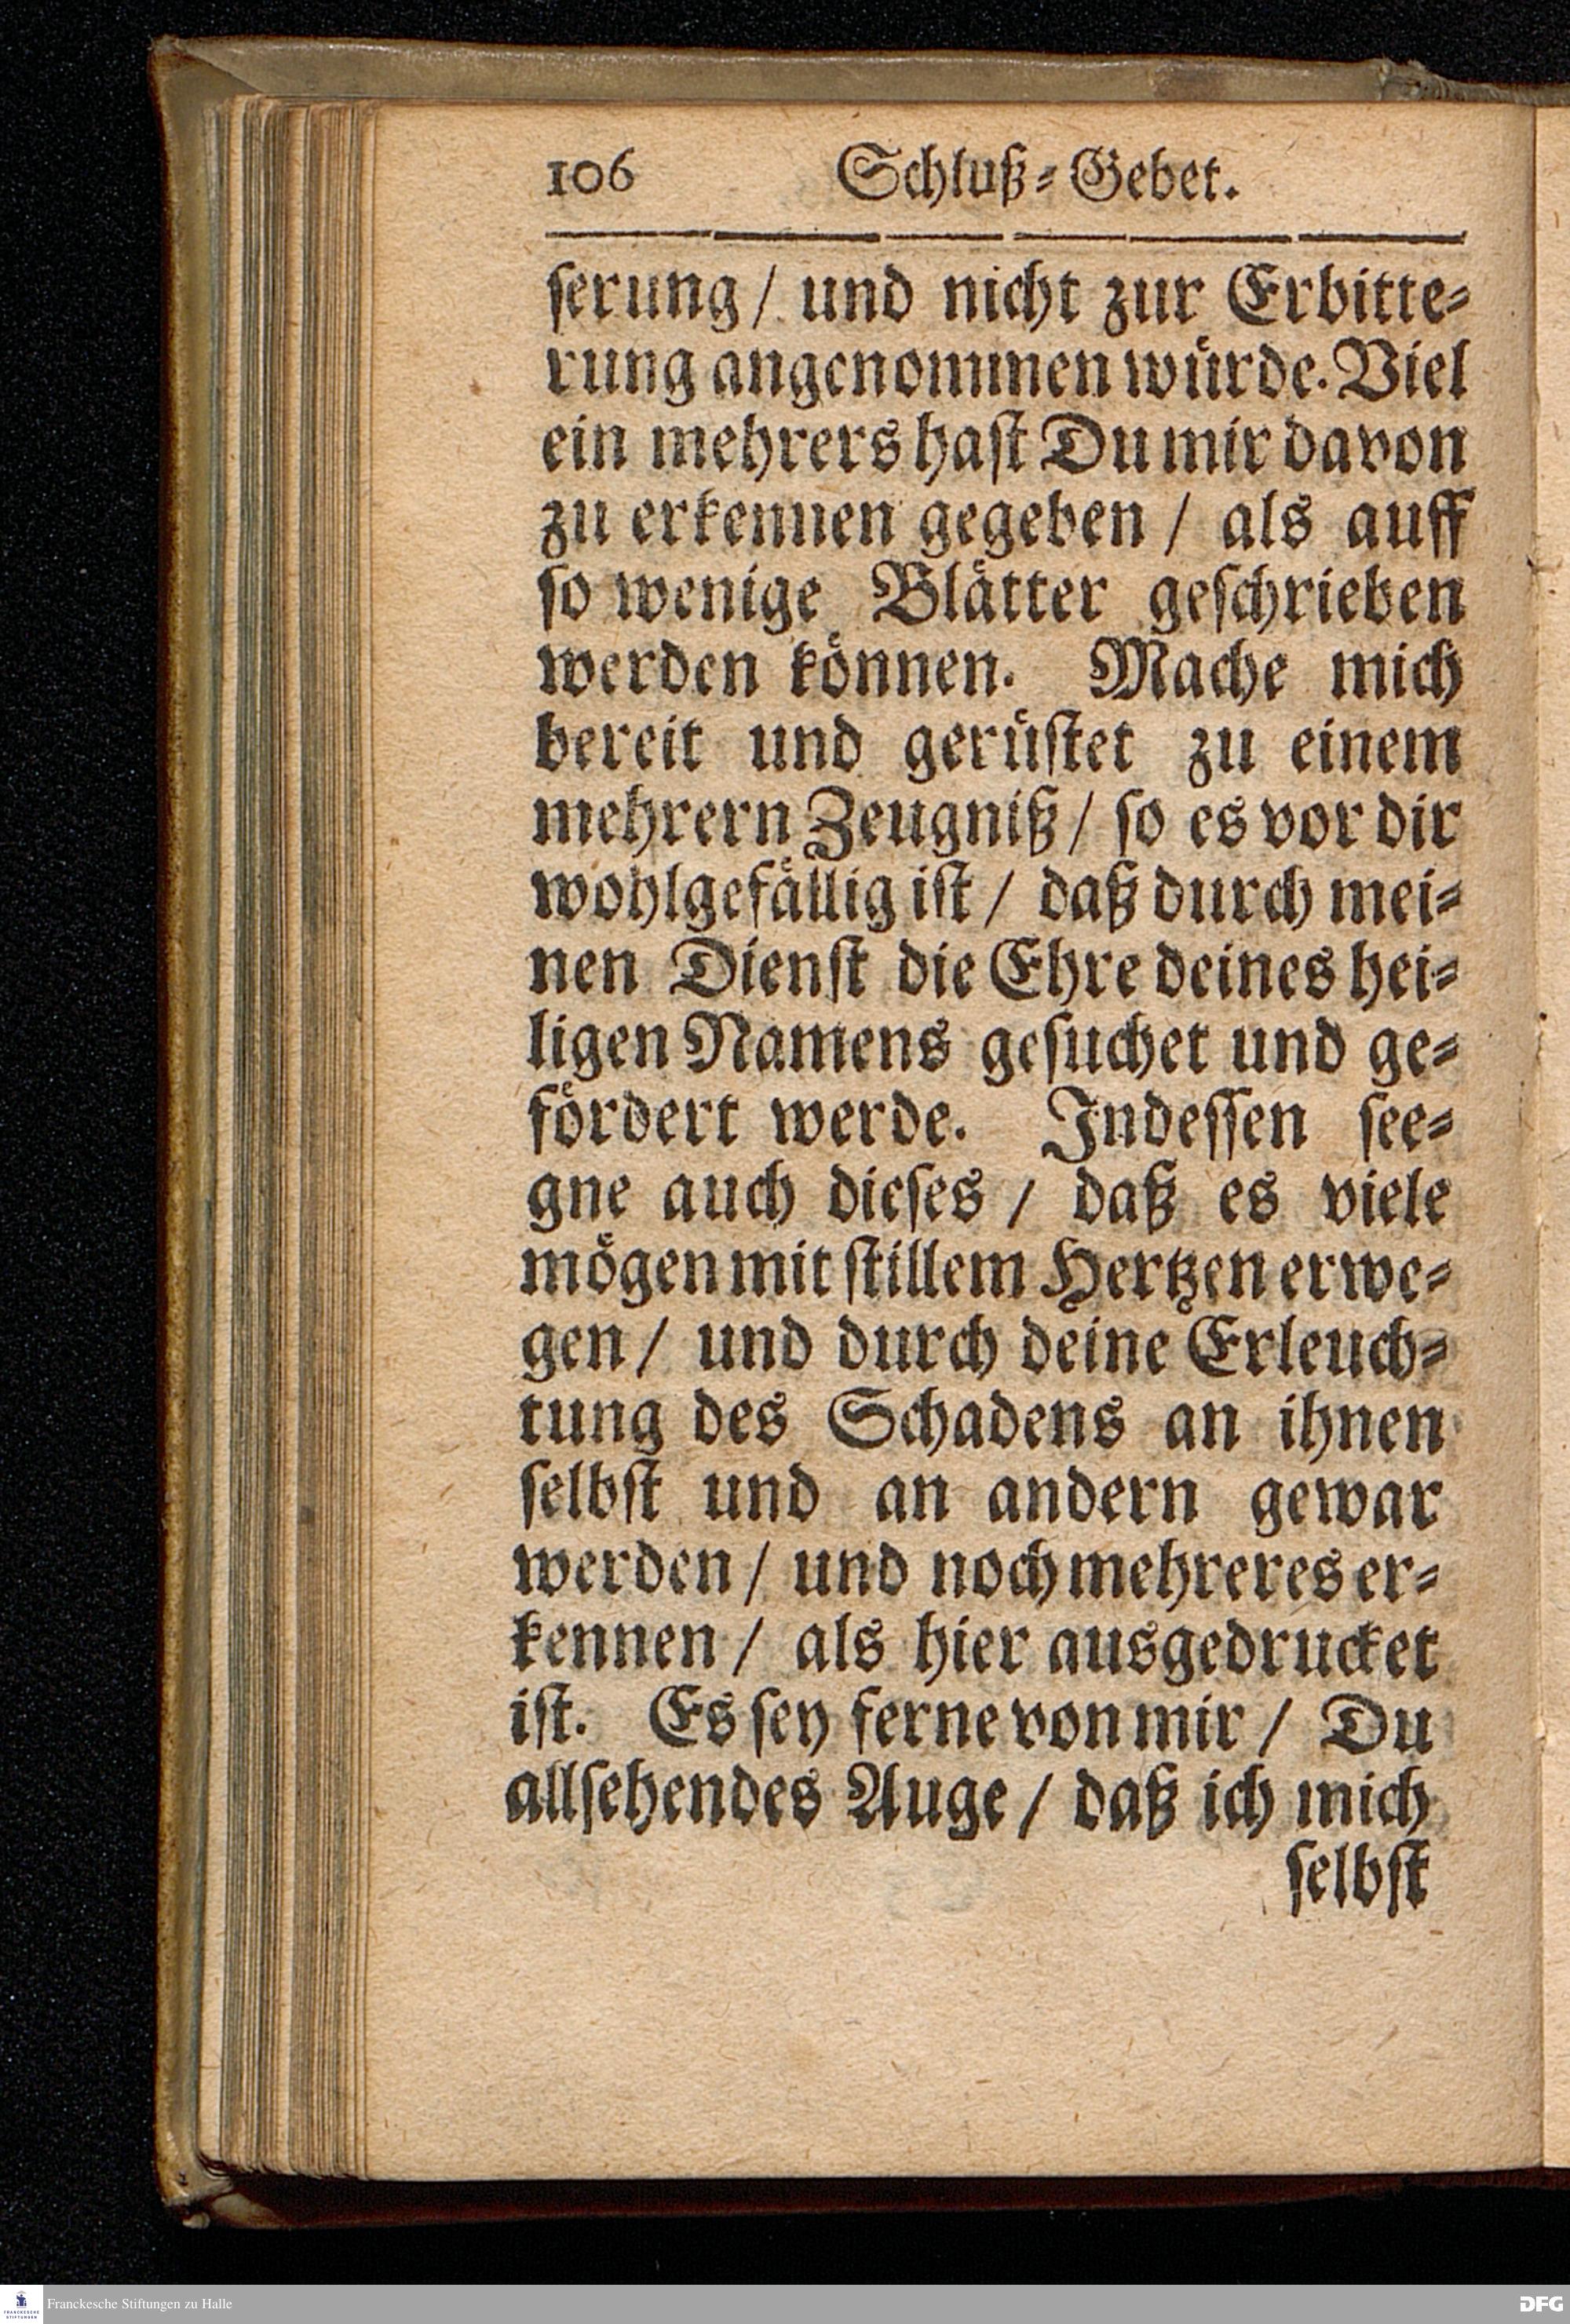 106 Schluß-Gebet.
serung/ und nicht zur Erbitte-
rung angenommen würde. Viel
ein mehrers hast Du mir davon
zu erkennen gegeben / als auff
so wenige Blätter geschrieben
werden können. Mache mich
bereit und gerüstet zu einem
mehrern Zeugniß / so es vor dir
wohlgefällig ist / daß durch mei-
nen Dienst die Ehre deines hei-
ligen Namens gesuchet und ge-
fördert werde. Indessen see-
gne auch dieses / daß es viele
mögen mit stillem Hertzen erwe-
gen / und durch deine Erleuch-
tung des Schadens an ihnen
selbst und an andern gewar
werden / und noch mehreres er-
kennen / als hier ausgedrucket
ist. Es sey ferne von mir / Du
allsehendes Auge / daß ich mich
selbst
FRANCKESCHE
STIFTUNGEN
Franckesche Stiftungen zu Halle
DFG